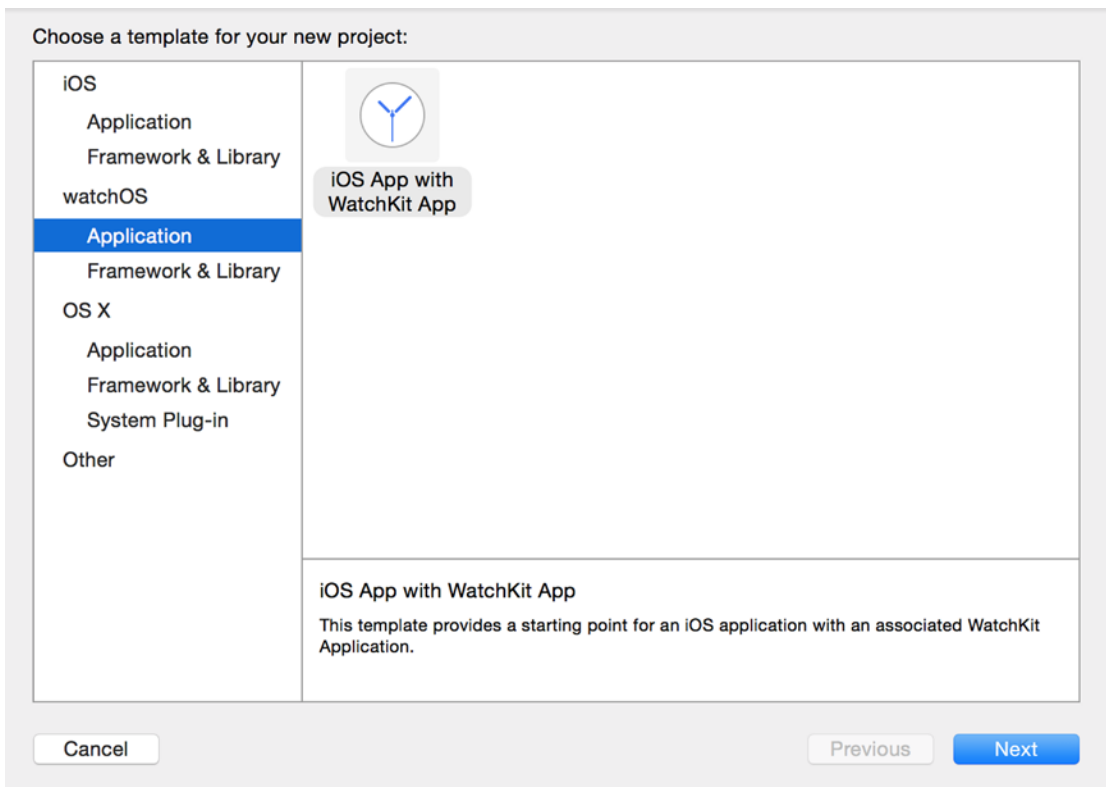 Choose a template for your new project:
iOS
Application
Framework & Library
watchOS
Application
Framework & Library
OS X
Application
Framework & Library
System Plug-in
Other
iOS App with
WatchKit App
iOS App with WatchKit App
This template provides a starting point for an iOS application with an associated WatchKit
Application.
Cancel
Previous
Next